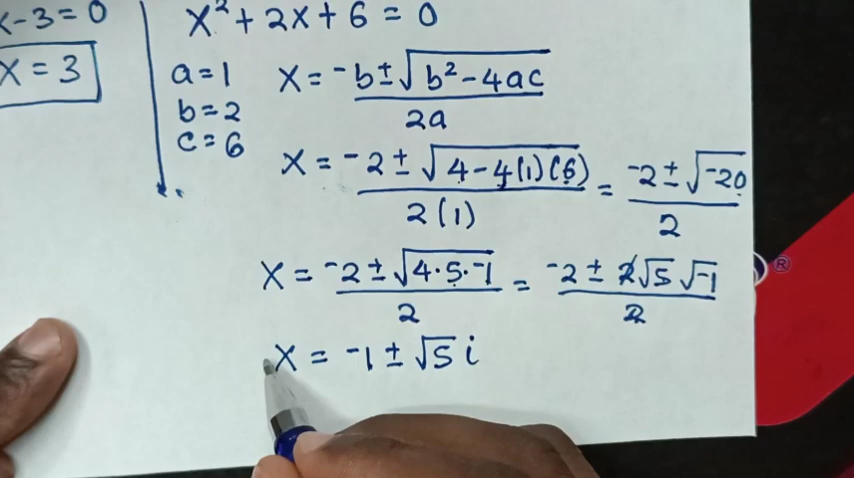 x-3=0
x=3
x²+2x+6=0
a=1
b=2
c=6
x=-b±√(b²-4ac)/2a
x=-2±√(4-4(1)(6))/2(1) = -2±√-20/2
x=-2±√(4·5·-1)/2 = -2±2√5√-1/2
x=-1±√5i
®